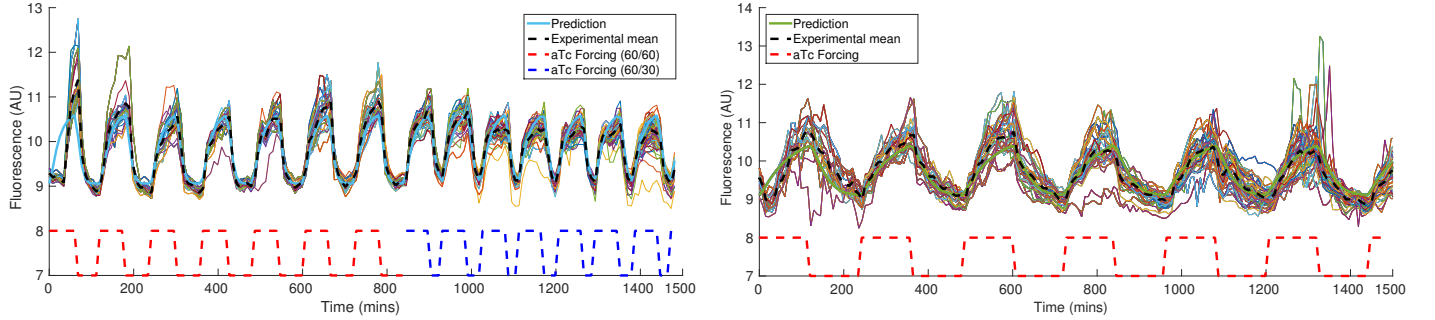 13
12
11
10
9
8
7
Fluorescence (AU)
Prediction
Experimental mean
aTc Forcing (60/60)
aTc Forcing (60/30)
0 200 400 600 800 1000 1200 1400 1500
Time (mins)
14
13
12
11
10
9
8
7
Fluorescence (AU)
Prediction
Experimental mean
aTc Forcing
0 200 400 600 800 1000 1200 1400 1500
Time (mins)